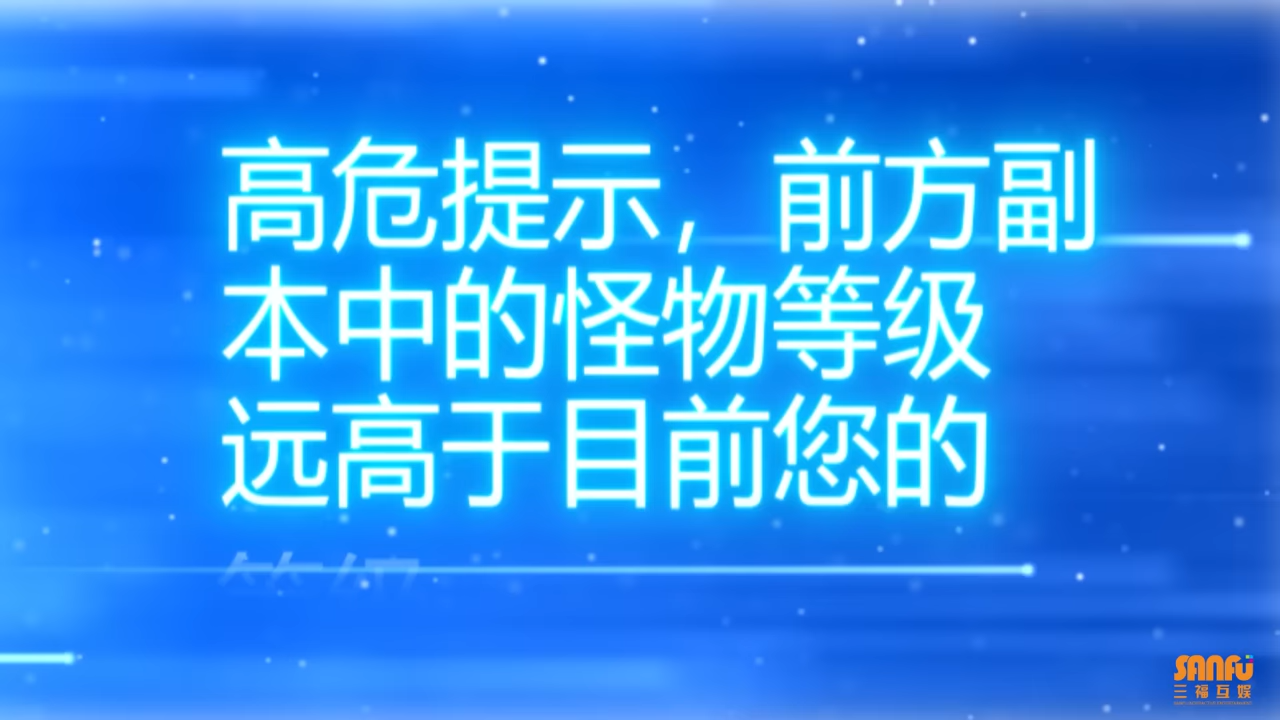 高危提示，前方副
本中的怪物等级
远高于目前您的
SANFU
三福互娱